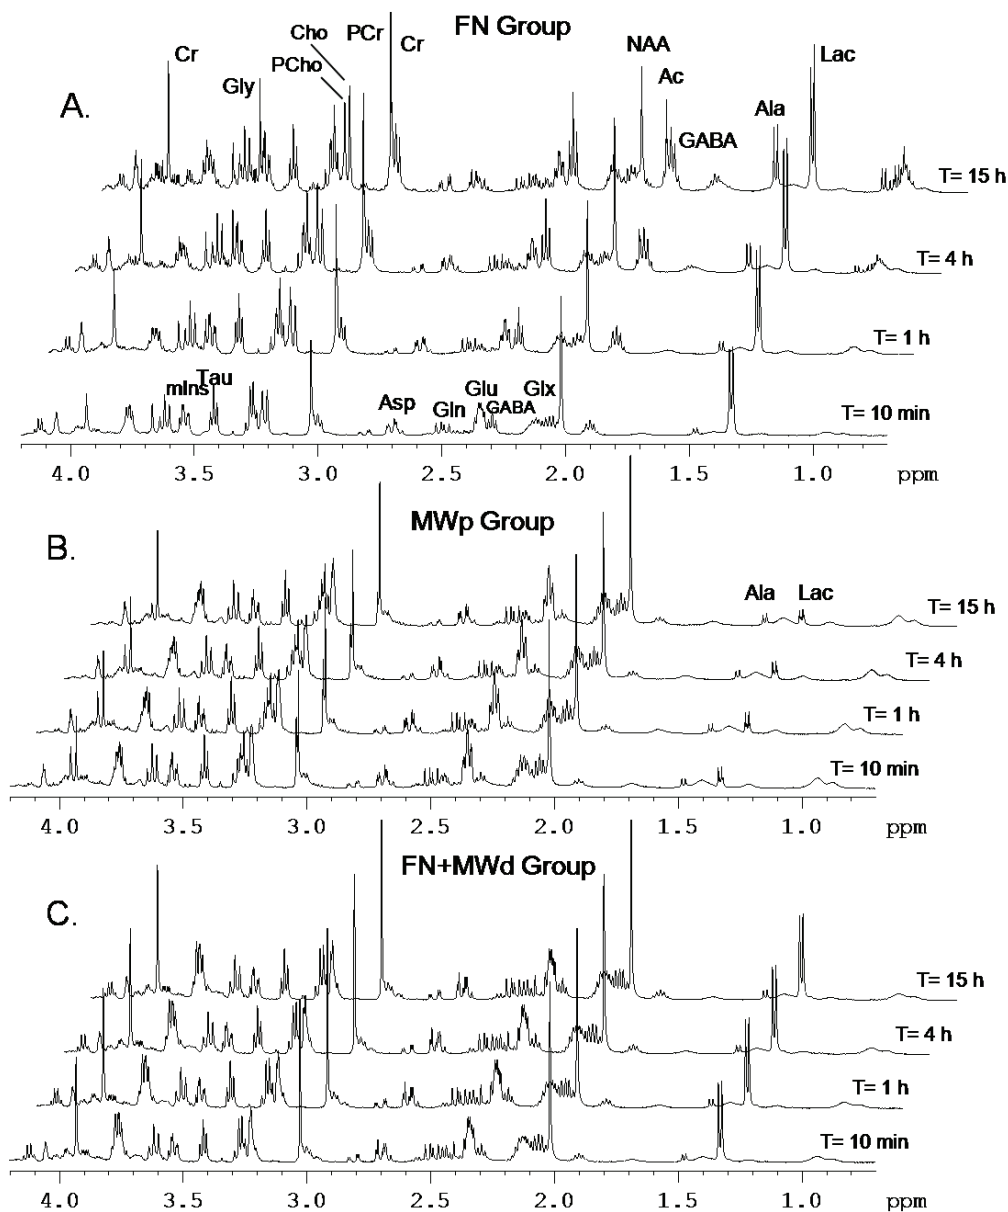 FN Group
Cho
PCr
Cr
Cr
PCho
NAA
Lac
Gly
Ac
A.
Ala
GABA
T= 15 h
T= 4 h
T= 1 h
mIns
Tau
Asp
Gln
Glu
GABA
Glx
T= 10 min
4.0 3.5 3.0 2.5 2.0 1.5 1.0 ppm
MWp Group
B.
Ala
Lac
T= 15 h
T= 4 h
T= 1 h
T= 10 min
4.0 3.5 3.0 2.5 2.0 1.5 1.0 ppm
FN+MWd Group
C.
T= 15 h
T= 4 h
T= 1 h
T= 10 min
4.0 3.5 3.0 2.5 2.0 1.5 1.0 ppm